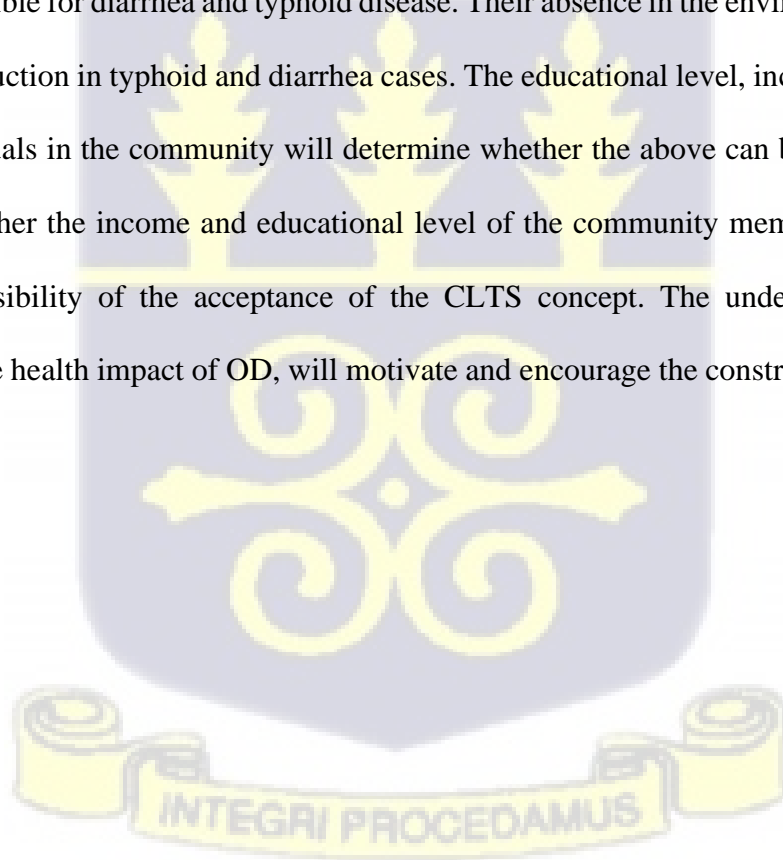 ble for diarrhea and typhoid disease. Their absence in the envi
uction in typhoid and diarrhea cases. The educational level, in
uals in the community will determine whether the above can
her the income and educational level of the community mem
sibility of the acceptance of the CLTS concept. The unde
e health impact of OD, will motivate and encourage the constr
INTEGRI PROCEDAMUS